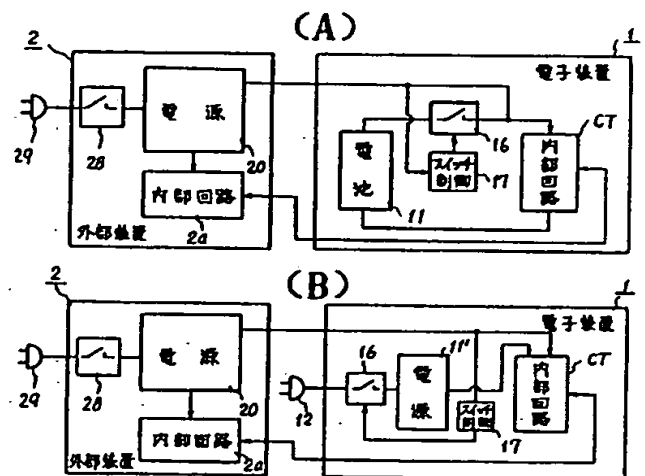 (A)
2
1
電子装置
電源
28
29
20
内部回路
2a
外部装置
電池
11
16
スイッチ制御
17
CT
内部回路
(B)
2
1
電子装置
電源
28
29
20
内部回路
2a
外部装置
12
16
11'
電源
スイッチ制御
17
CT
内部回路